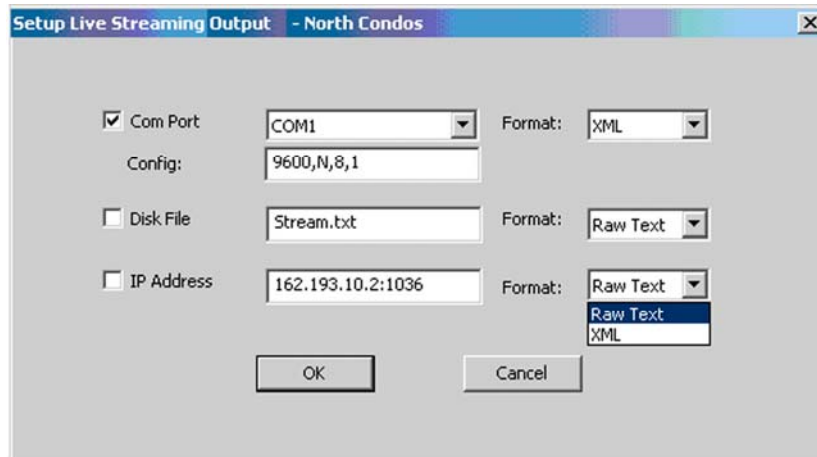 Setup Live Streaming Output - North Condos
Com Port COM1 Format: XML
Config: 9600,N,8,1
Disk File Stream.txt Format: Raw Text
IP Address 162.193.10.2:1036 Format: Raw Text
Raw Text
XML
OK Cancel